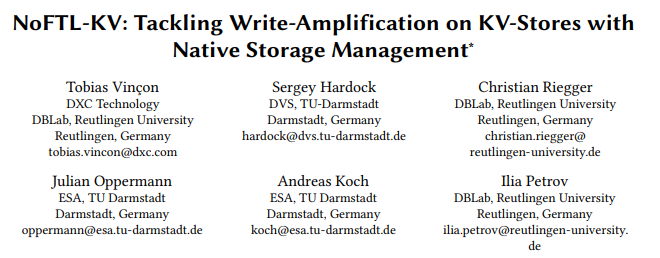 NoFTL-KV: Tackling Write-Amplification on KV-Stores with
Native Storage Management*
Tobias Vinçon
DXC Technology
DBLab, Reutlingen University
Reutlingen, Germany
tobias.vincon@dxc.com
Sergey Hardock
DVS, TU-Darmstadt
Darmstadt, Germany
hardock@dvs.tu-darmstadt.de
Christian Riegger
DBLab, Reutlingen University
Reutlingen, Germany
christian.riegger@
reutlingen-university.de
Julian Oppermann
ESA, TU Darmstadt
Darmstadt, Germany
oppermann@esa.tu-darmstadt.de
Andreas Koch
ESA, TU Darmstadt
Darmstadt, Germany
koch@esa.tu-darmstadt.de
Ilia Petrov
DBLab, Reutlingen University
Reutlingen, Germany
ilia.petrov@reutlingen-university.
de